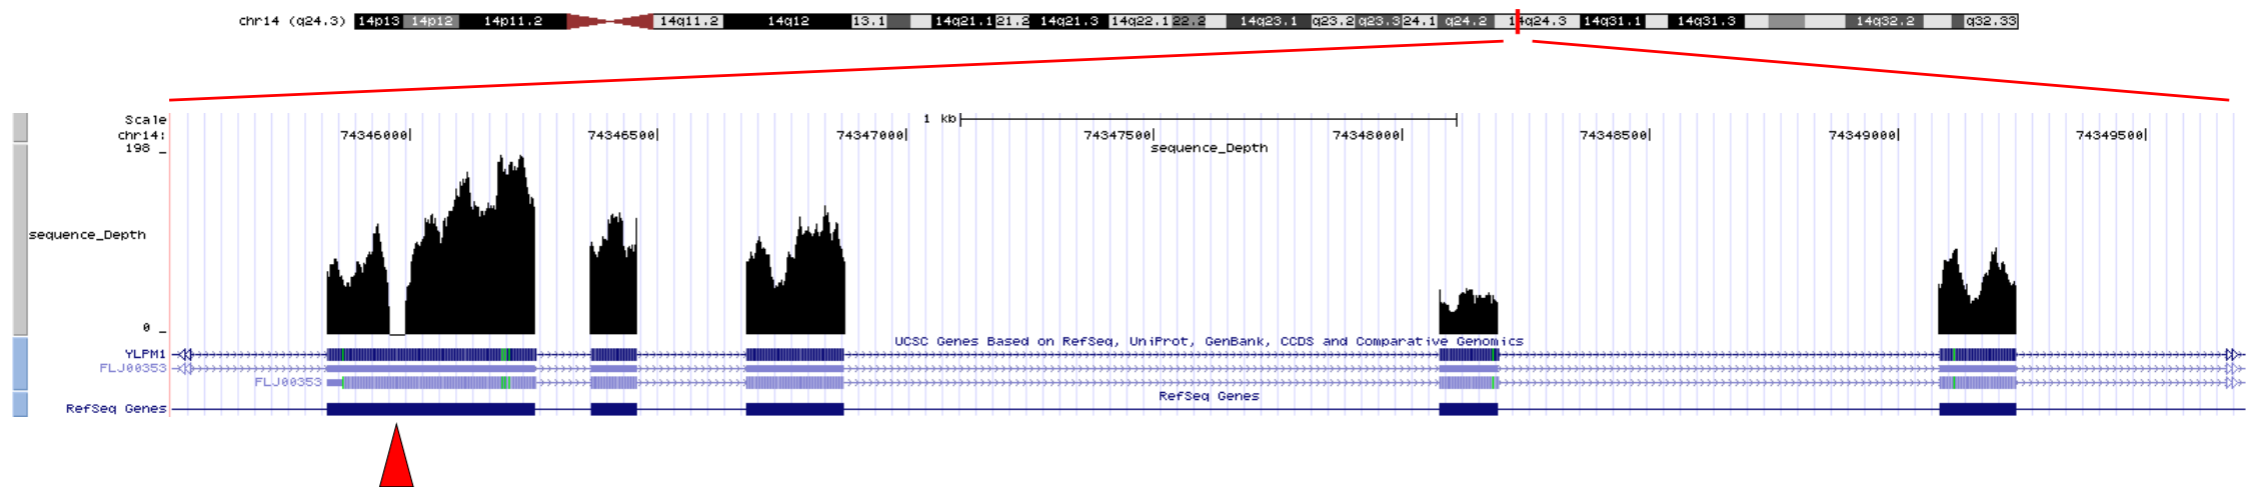 chr14 (q24.3) 14p13 14p12 14p11.2 14q11.2 14q12 13.1 14q21.1 21.2 14q21.3 14q22.1 22.2 14q23.1 q23.2 q23.3 24.1 q24.2 14q24.3 14q31.1 14q31.3 14q32.2 q32.33
Scale 1 kb
chr14: 74346000 74346500 74347000 74347500 74348000 74348500 74349000 74349500
198 sequence_Depth
sequence_Depth
0
UCSC Genes Based on RefSeq, UniProt, GenBank, CCDS and Comparative Genomics
YLPM1
FLJ00353
FLJ00353
RefSeq Genes
RefSeq Genes